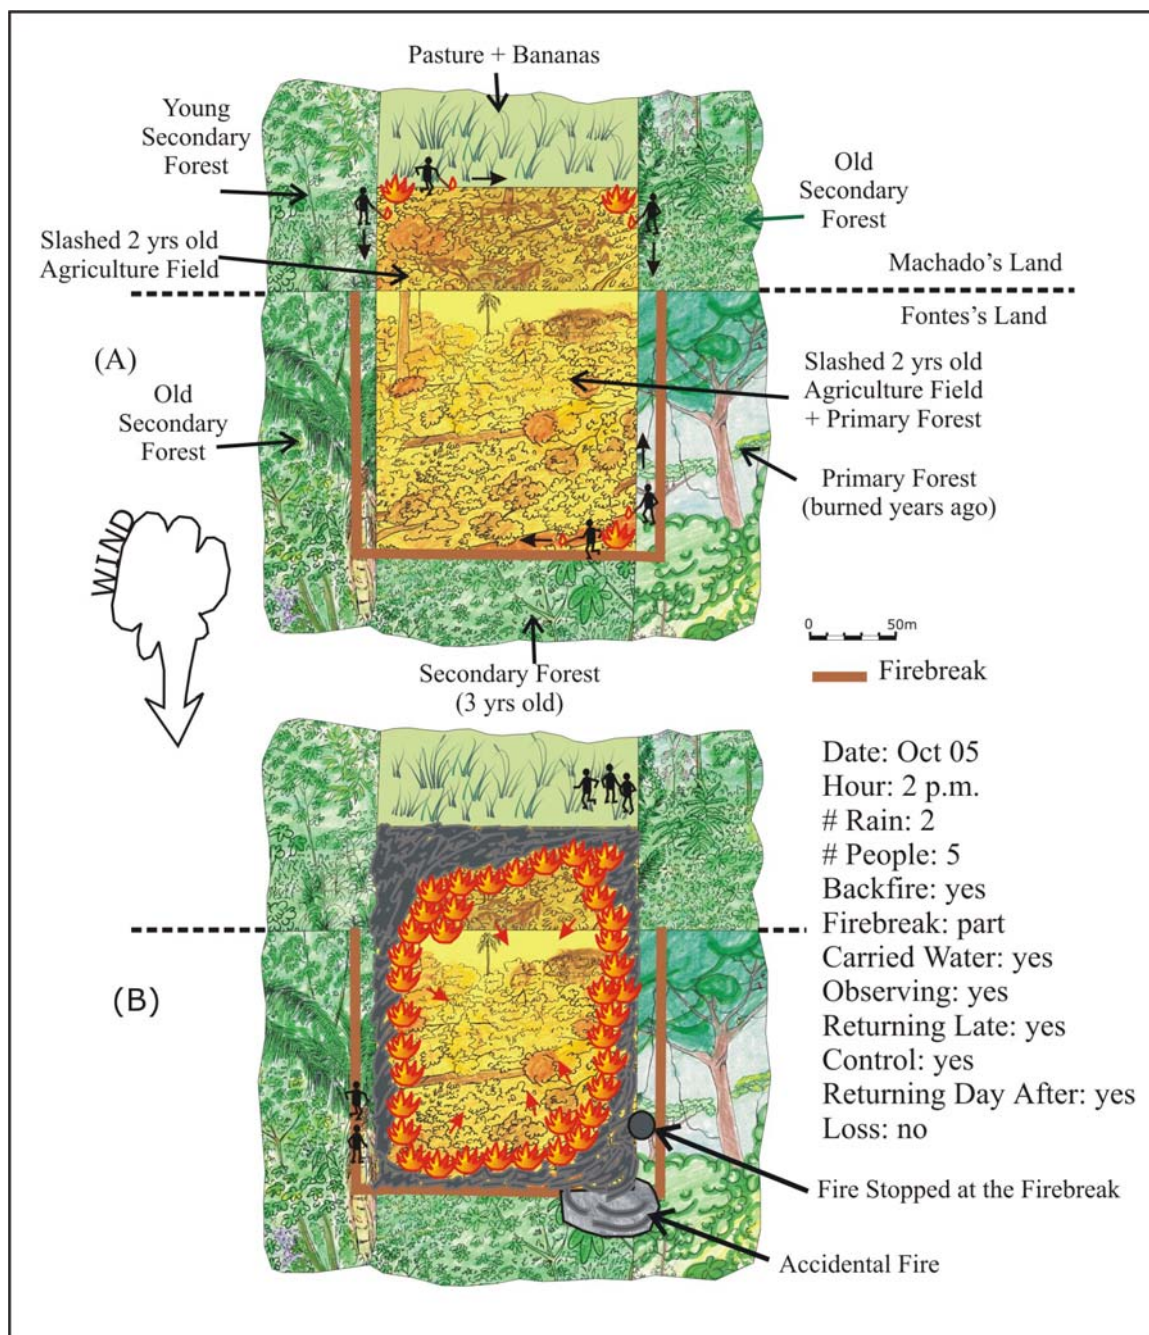 Pasture + Bananas
Young
Secondary
Forest
Old
Secondary
Forest
Slashed 2 yrs old
Agriculture Field
Machado's Land
Fontes's Land
(A)
Slashed 2 yrs old
Agriculture Field
+ Primary Forest
Old
Secondary
Forest
Primary Forest
(burned years ago)
WIND
0 50m
Firebreak
Secondary Forest
(3 yrs old)
Date: Oct 05
Hour: 2 p.m.
# Rain: 2
# People: 5
Backfire: yes
Firebreak: part
Carried Water: yes
Observing: yes
Returning Late: yes
Control: yes
Returning Day After: yes
Loss: no
(B)
Fire Stopped at the Firebreak
Accidental Fire